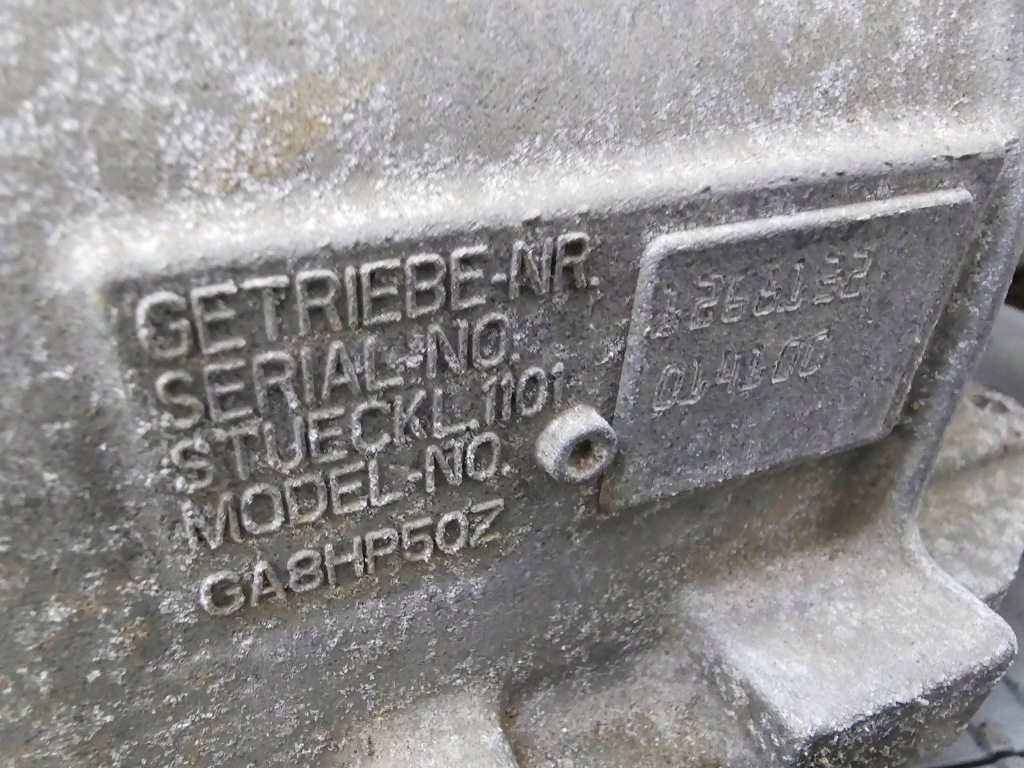 GETRIEBE-NR.
SERIAL-NO.
STUECKL. 1101
MODEL-NO.
GA8HP50Z